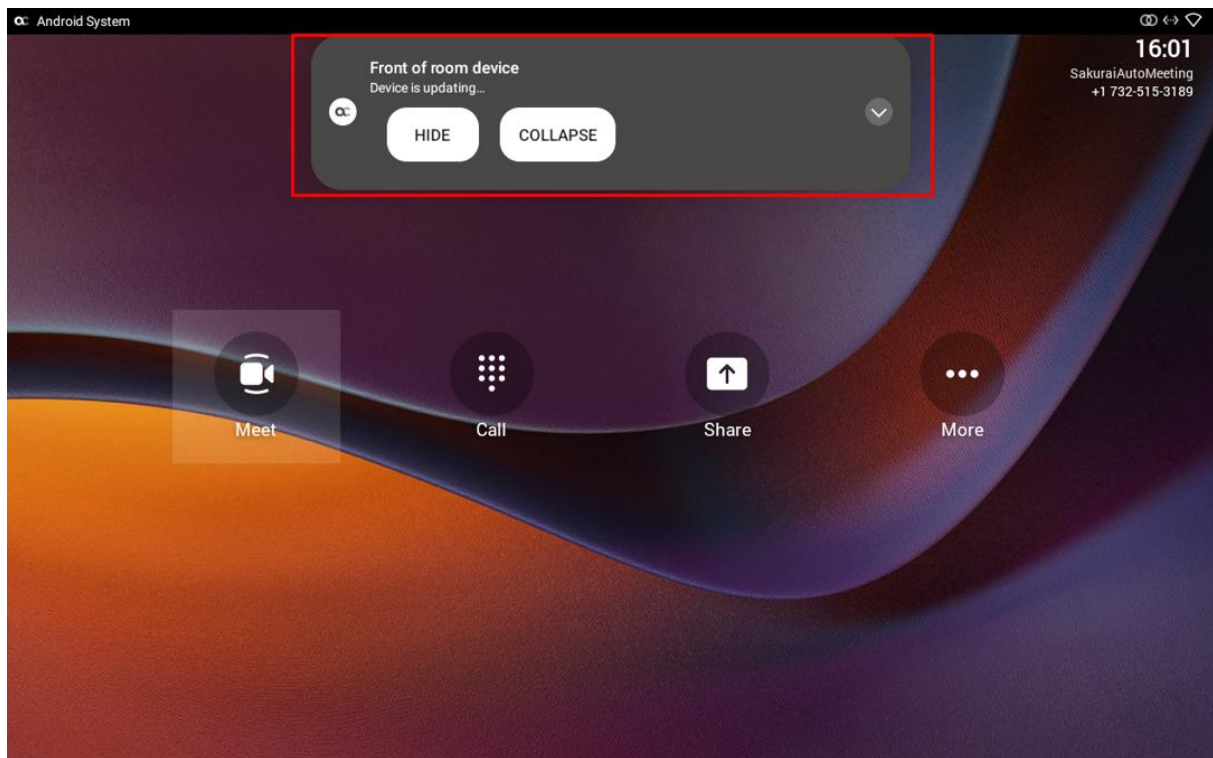 Android System
16:01
SakuraiAutoMeeting
+1 732-515-3189
Front of room device
Device is updating...
HIDE COLLAPSE
Meet Call Share More